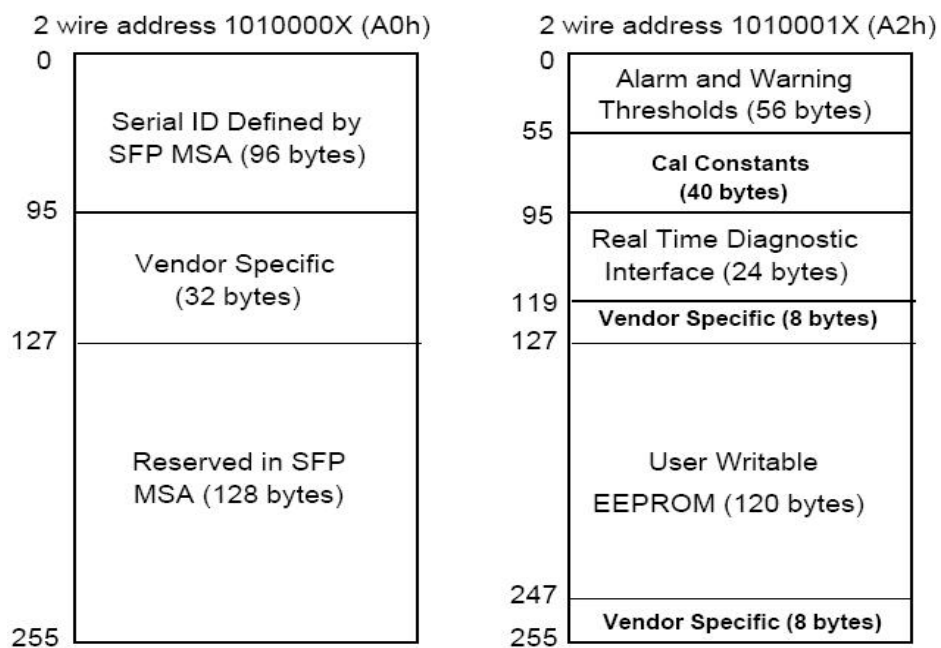 2 wire address 1010000X (A0h)
0
Serial ID Defined by
SFP MSA (96 bytes)
95
Vendor Specific
(32 bytes)
127
Reserved in SFP
MSA (128 bytes)
255
2 wire address 1010001X (A2h)
0
Alarm and Warning
Thresholds (56 bytes)
55
Cal Constants
(40 bytes)
95
Real Time Diagnostic
Interface (24 bytes)
119
Vendor Specific (8 bytes)
127
User Writable
EEPROM (120 bytes)
247
Vendor Specific (8 bytes)
255